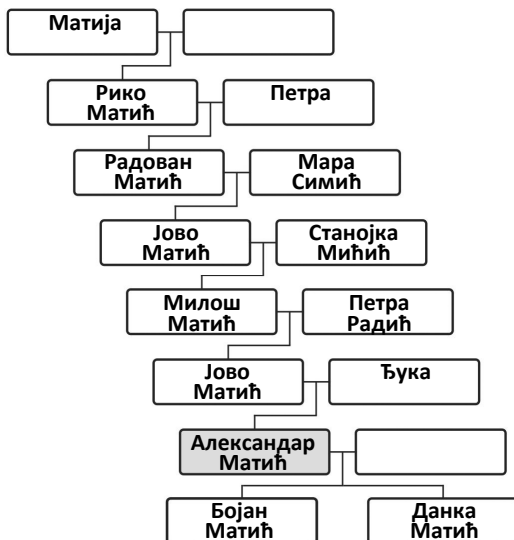 Матија
Рико
Матић
Петра
Радован
Матић
Мара
Симић
Јово
Матић
Станојка
Мићић
Милош
Матић
Петра
Радић
Јово
Матић
Ђука
Александар
Матић
Бојан
Матић
Данка
Матић